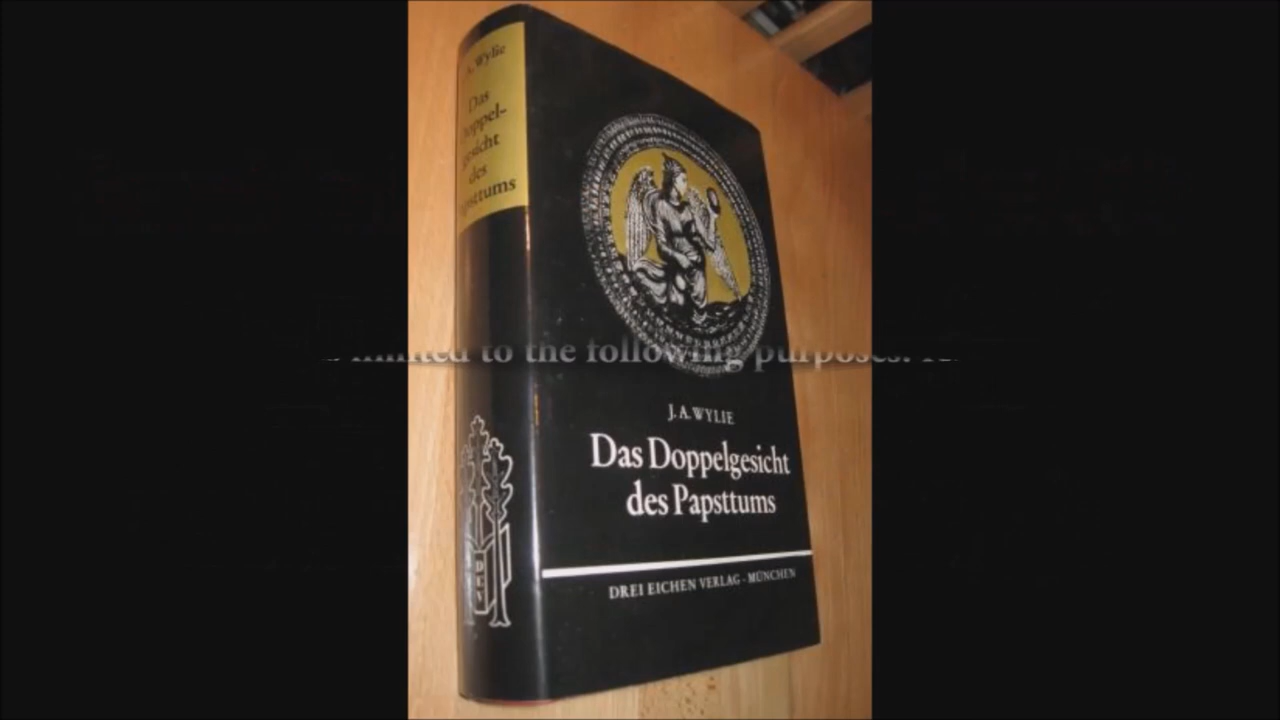 Wylie
Das
Doppel-
gesicht
des
Papsttums
limited to the following purposes:
J. A. WYLIE
Das Doppelgesicht
des Papsttums
DREI EICHEN VERLAG · MÜNCHEN
DEV